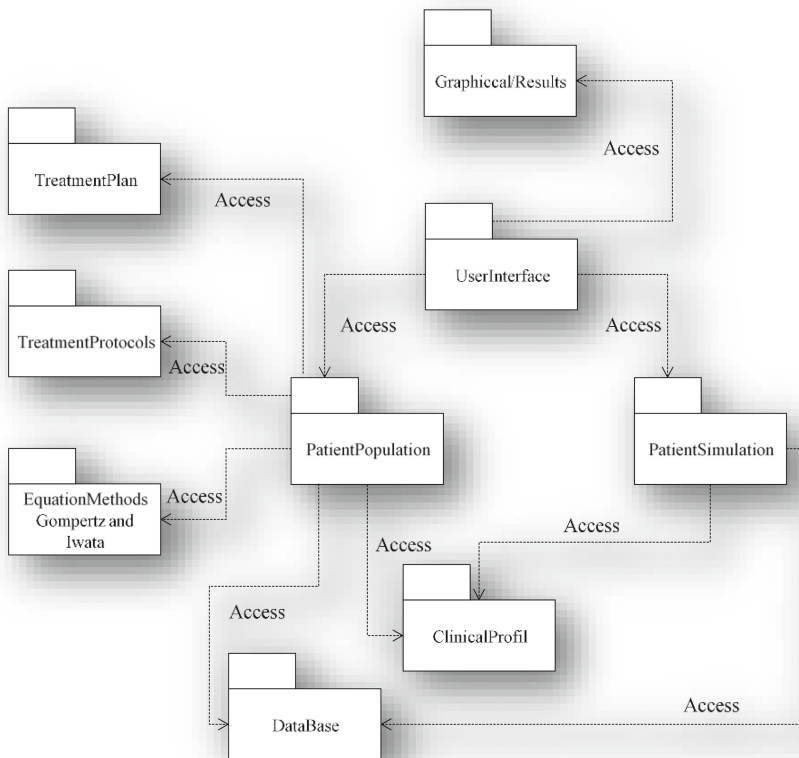 Graphiccal/Results
Access
TreatmentPlan
Access
UserInterface
Access
Access
TreatmentProtocols
Access
PatientPopulation
PatientSimulation
EquationMethods
Gompertz and
Iwata
Access
Access
Access
Access
ClinicalProfil
DataBase
Access